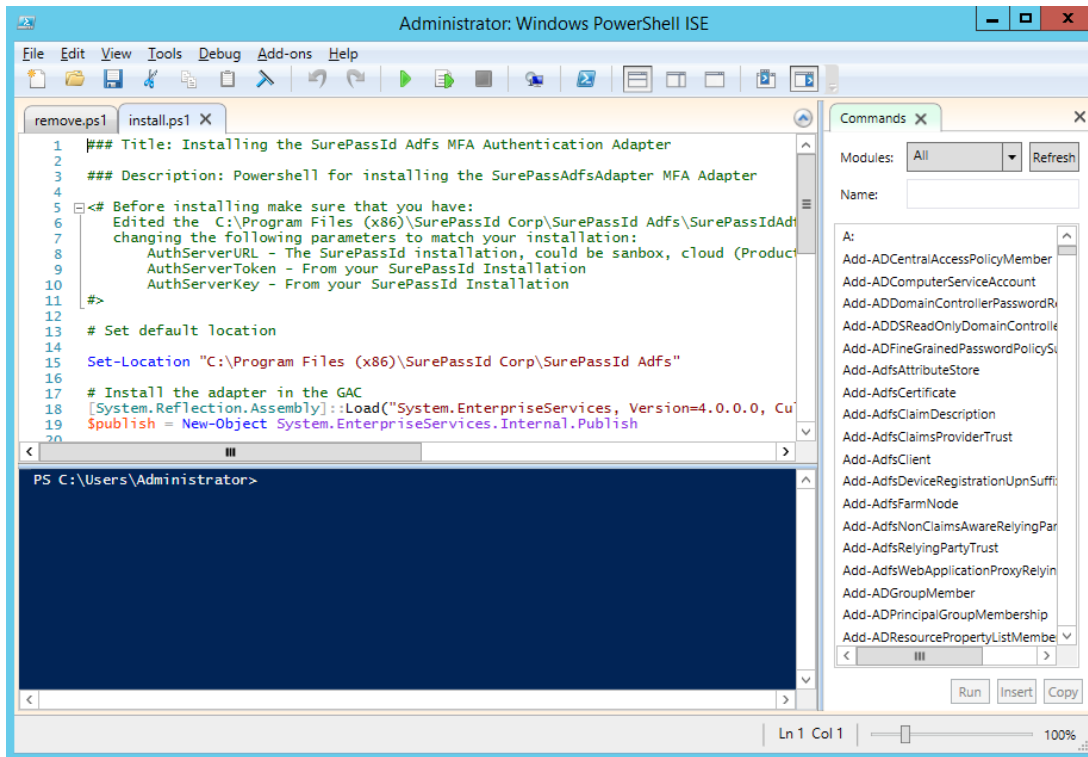 Administrator: Windows PowerShell ISE
File Edit View Tools Debug Add-ons Help
remove.ps1 install.ps1
1 ### Title: Installing the SurePassId Adfs MFA Authentication Adapter
2
3 ### Description: Powershell for installing the SurePassAdfsAdapter MFA Adapter
4
5 <# Before installing make sure that you have:
6 Edited the C:\Program Files (x86)\SurePassId Corp\SurePassId Adfs\SurePassIdAdf
7 changing the following parameters to match your installation:
8 AuthServerURL - The SurePassId installation, could be sanbox, cloud (Product
9 AuthServerToken - From your SurePassId Installation
10 AuthServerKey - From your SurePassId Installation
11 #>
12
13 # Set default location
14
15 Set-Location "C:\Program Files (x86)\SurePassId Corp\SurePassId Adfs"
16
17 # Install the adapter in the GAC
18 [System.Reflection.Assembly]::Load("System.EnterpriseServices, Version=4.0.0.0, Cul
19 $publish = New-Object System.EnterpriseServices.Internal.Publish
20
PS C:\Users\Administrator>
Commands
Modules: All Refresh
Name:
A:
Add-ADCentralAccessPolicyMember
Add-ADComputerServiceAccount
Add-ADDomainControllerPasswordRe
Add-ADDSReadOnlyDomainControlle
Add-ADFineGrainedPasswordPolicySu
Add-AdfsAttributeStore
Add-AdfsCertificate
Add-AdfsClaimDescription
Add-AdfsClaimsProviderTrust
Add-AdfsClient
Add-AdfsDeviceRegistrationUpnSuffi
Add-AdfsFarmNode
Add-AdfsNonClaimsAwareRelyingPar
Add-AdfsRelyingPartyTrust
Add-AdfsWebApplicationProxyRelyin
Add-ADGroupMember
Add-ADPrincipalGroupMembership
Add-ADResourcePropertyListMembe
Run Insert Copy
Ln 1 Col 1 100%